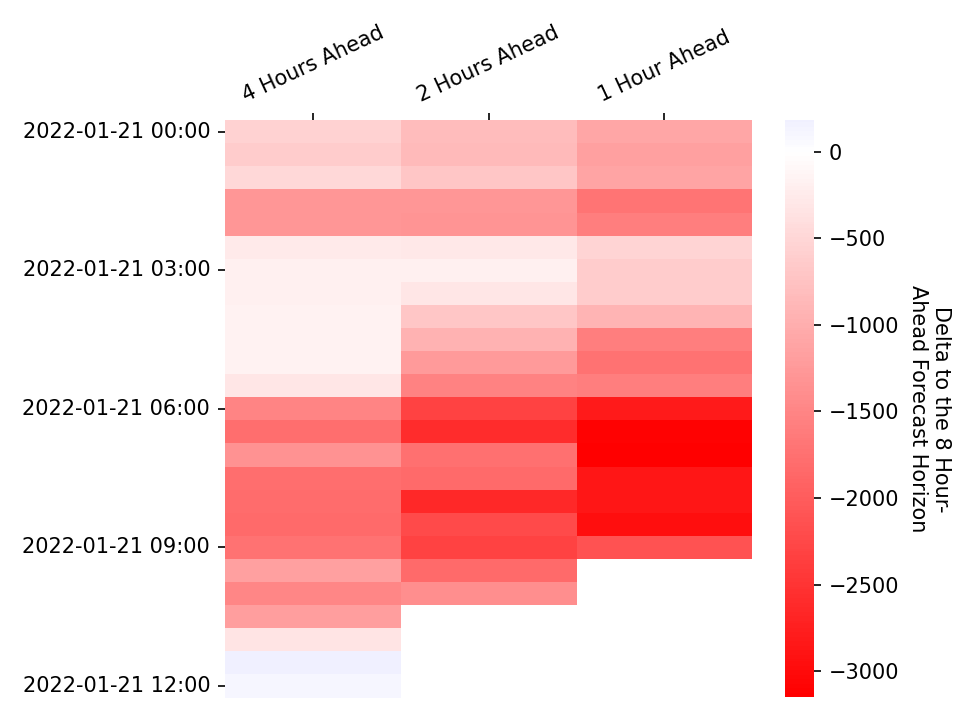 4 Hours Ahead
2 Hours Ahead
1 Hour Ahead
2022-01-21 00:00
2022-01-21 03:00
2022-01-21 06:00
2022-01-21 09:00
2022-01-21 12:00
0
−500
−1000
−1500
−2000
−2500
−3000
Delta to the 8 Hour-
Ahead Forecast Horizon